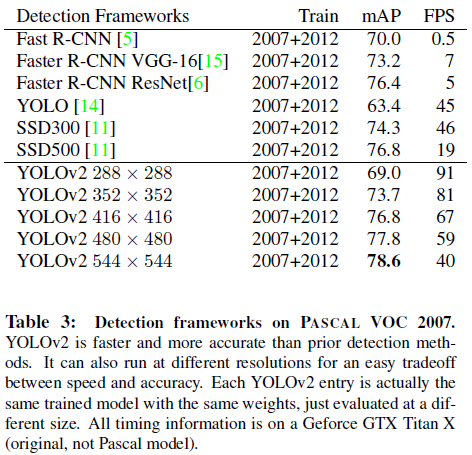 Detection Frameworks Train mAP FPS
Fast R-CNN [5] 2007+2012 70.0 0.5
Faster R-CNN VGG-16[15] 2007+2012 73.2 7
Faster R-CNN ResNet[6] 2007+2012 76.4 5
YOLO [14] 2007+2012 63.4 45
SSD300 [11] 2007+2012 74.3 46
SSD500 [11] 2007+2012 76.8 19
YOLOv2 288 × 288 2007+2012 69.0 91
YOLOv2 352 × 352 2007+2012 73.7 81
YOLOv2 416 × 416 2007+2012 76.8 67
YOLOv2 480 × 480 2007+2012 77.8 59
YOLOv2 544 × 544 2007+2012 78.6 40
Table 3: Detection frameworks on PASCAL VOC 2007.
YOLOv2 is faster and more accurate than prior detection meth-
ods. It can also run at different resolutions for an easy tradeoff
between speed and accuracy. Each YOLOv2 entry is actually the
same trained model with the same weights, just evaluated at a dif-
ferent size. All timing information is on a Geforce GTX Titan X
(original, not Pascal model).